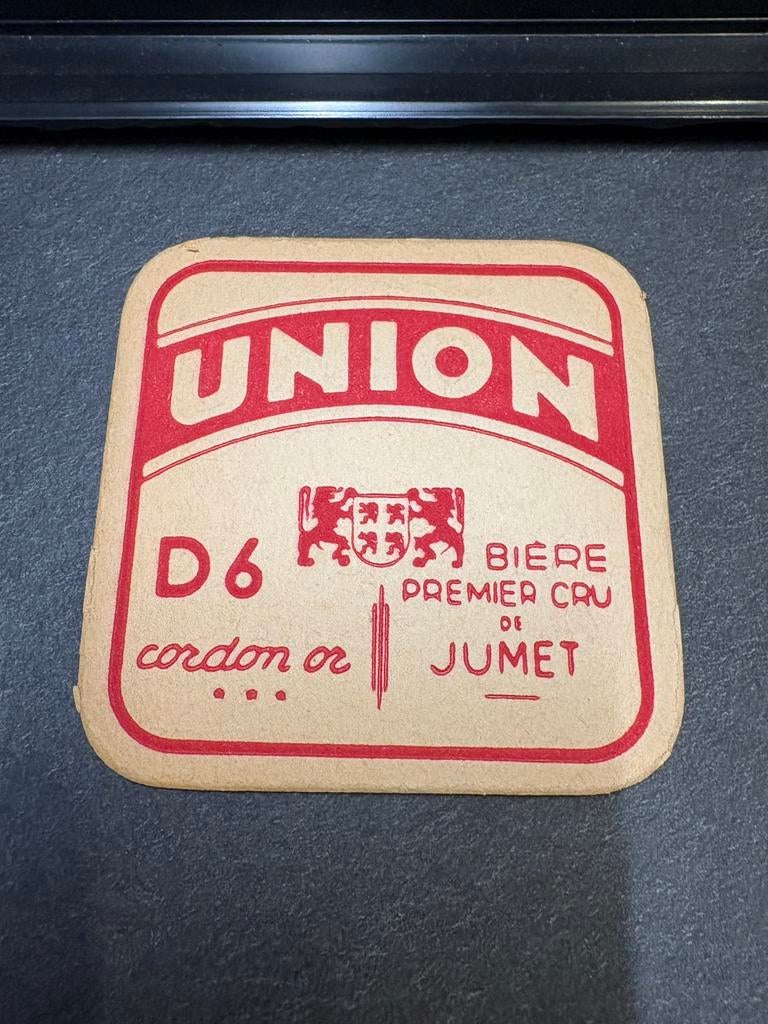 UNION
D6
cordon or
BIÈRE
PREMIER CRU
DE
JUMET